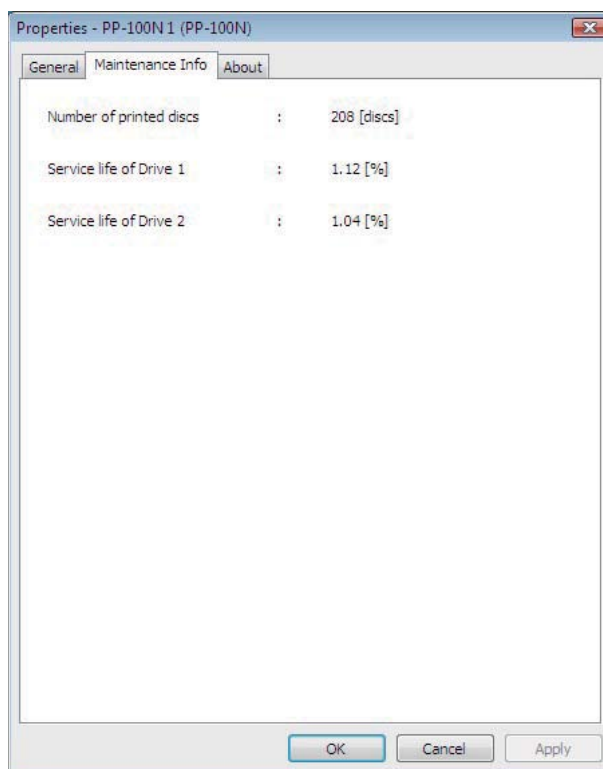 Properties - PP-100N 1 (PP-100N)
General Maintenance Info About
Number of printed discs : 208 [discs]
Service life of Drive 1 : 1.12 [%]
Service life of Drive 2 : 1.04 [%]
OK Cancel Apply